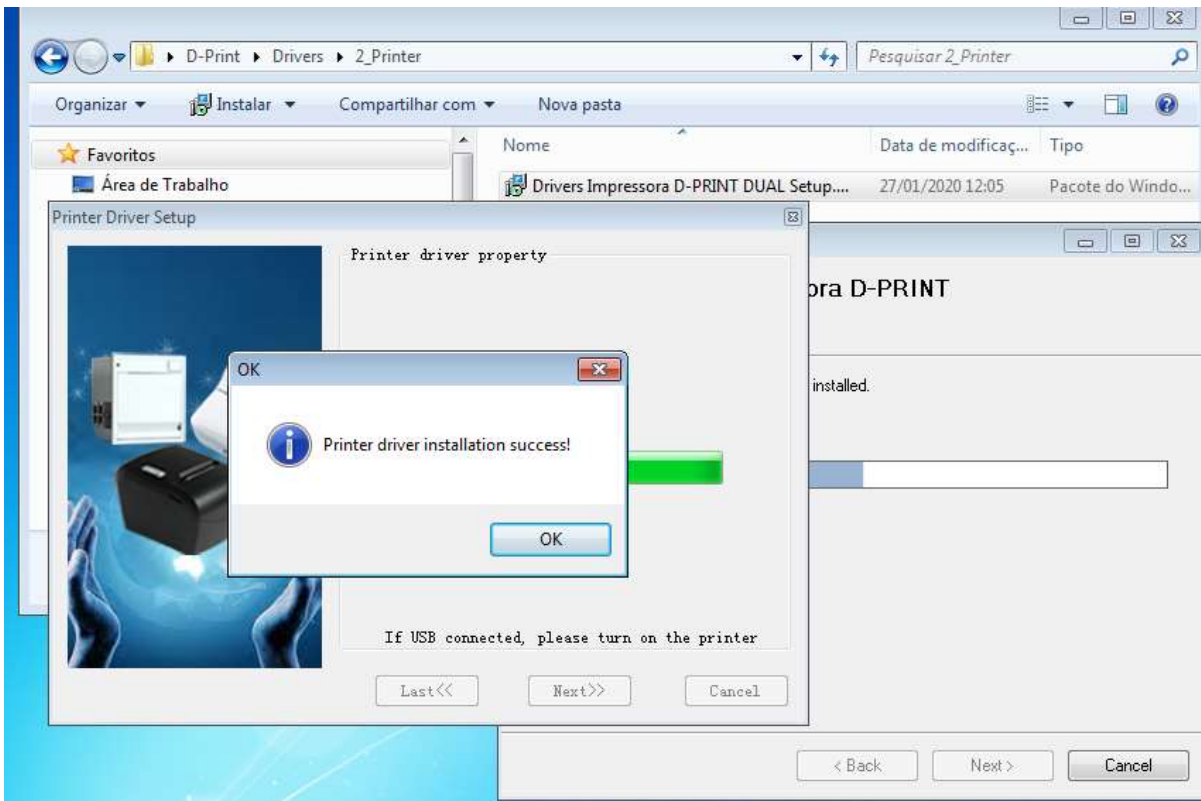 D-Print Drivers 2_Printer
Pesquisar 2_Printer
Organizar Instalar Compartilhar com Nova pasta
Nome Data de modificaç... Tipo
Favoritos
Área de Trabalho
Drivers Impressora D-PRINT DUAL Setup.... 27/01/2020 12:05 Pacote do Windo...
Printer Driver Setup
Printer driver property
ora D-PRINT
installed.
OK
Printer driver installation success!
OK
If USB connected, please turn on the printer
Last<< Next>> Cancel
< Back Next > Cancel